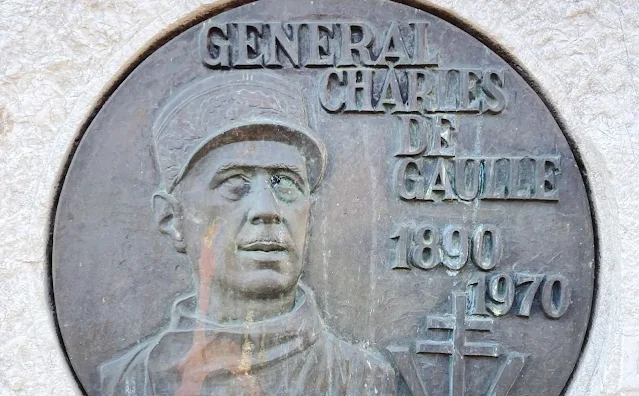 GENERAL
CHARLES
DE
GAULLE
1890
1970